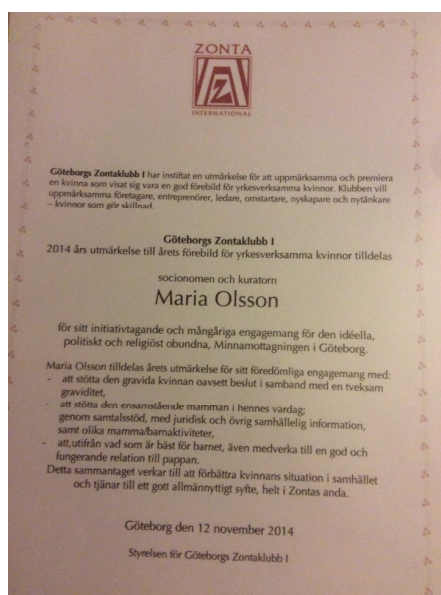 ZONTA
INTERNATIONAL
Göteborgs Zontaklubb I har instiftat en utmärkelse för att uppmärksamma och premiera
en kvinna som visat sig vara en god förebild för yrkesverksamma kvinnor. Klubben vill
uppmärksamma företagare, entreprenörer, ledare, omstartare, nyskapare och nytänkare
– kvinnor som gör skillnad.
Göteborgs Zontaklubb I
2014 års utmärkelse till årets förebild för yrkesverksamma kvinnor tilldelas
socionomen och kuratorn
Maria Olsson
för sitt initiativtagande och mångåriga engagemang för den idéella,
politiskt och religiöst obundna, Minnamottagningen i Göteborg.
Maria Olsson tilldelas årets utmärkelse för sitt föredömliga engagemang med:
- att stötta den gravida kvinnan oavsett beslut i samband med en tveksam
graviditet,
- att stötta den ensamstående mamman i hennes vardag;
genom samtalsstöd, med juridisk och övrig samhällelig information,
samt olika mamma/barnaktiviteter,
- att,utifrån vad som är bäst för barnet, även medverka till en god och
fungerande relation till pappan.
Detta sammantaget verkar till att förbättra kvinnans situation i samhället
och tjänar till ett gott allmännyttigt syfte, helt i Zontas anda.
Göteborg den 12 november 2014
Styrelsen för Göteborgs Zontaklubb I